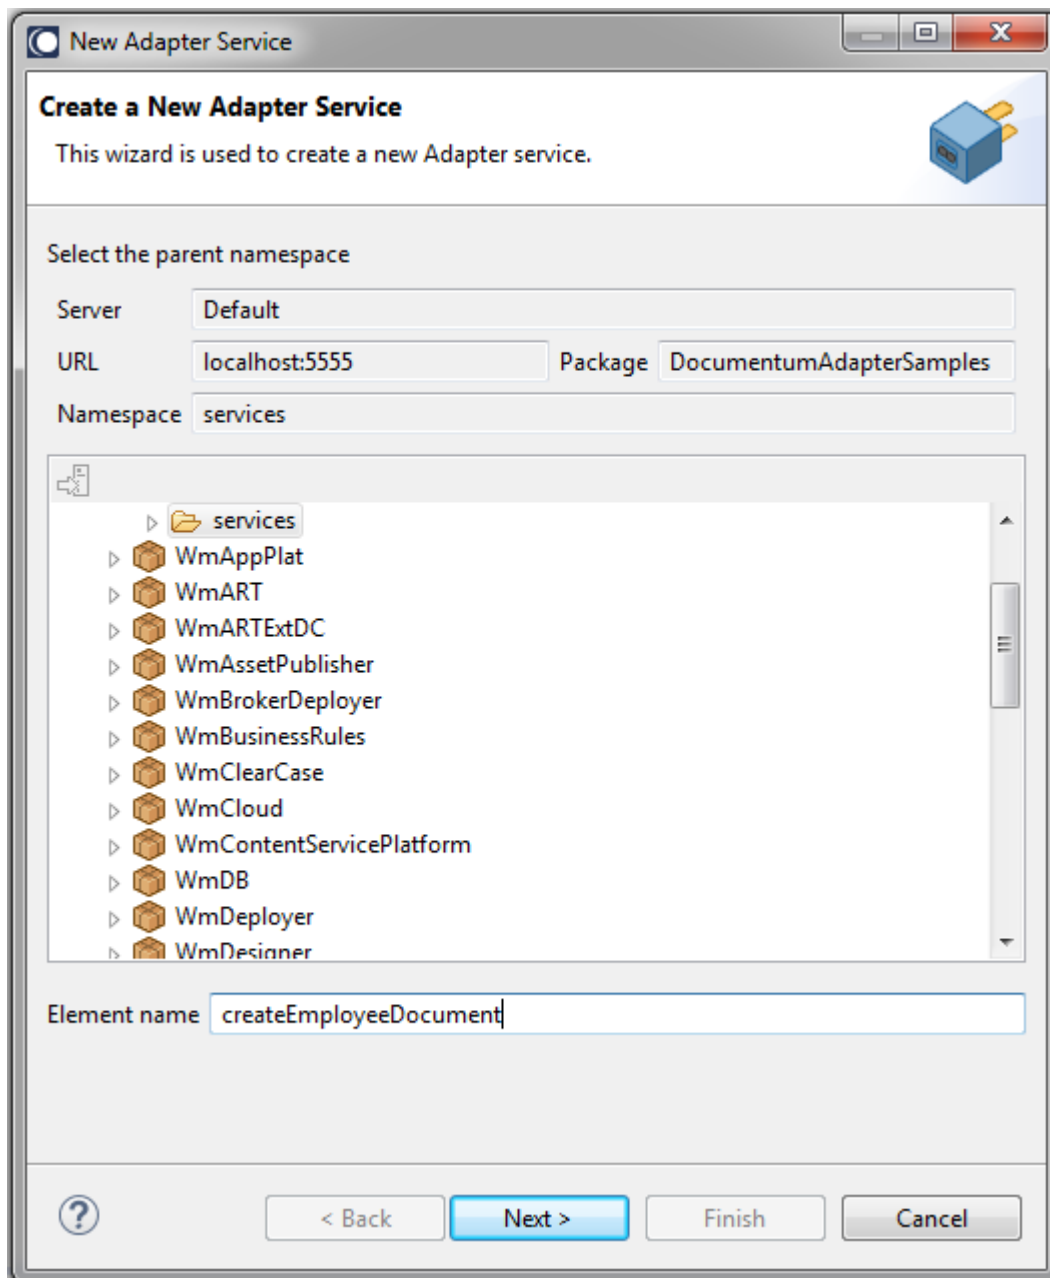 New Adapter Service
Create a New Adapter Service
This wizard is used to create a new Adapter service.
Select the parent namespace
Server Default
URL localhost:5555 Package DocumentumAdapterSamples
Namespace services
services
WmAppPlat
WmART
WmARTExtDC
WmAssetPublisher
WmBrokerDeployer
WmBusinessRules
WmClearCase
WmCloud
WmContentServicePlatform
WmDB
WmDeployer
WmDesigner
Element name createEmployeeDocument
? < Back Next > Finish Cancel